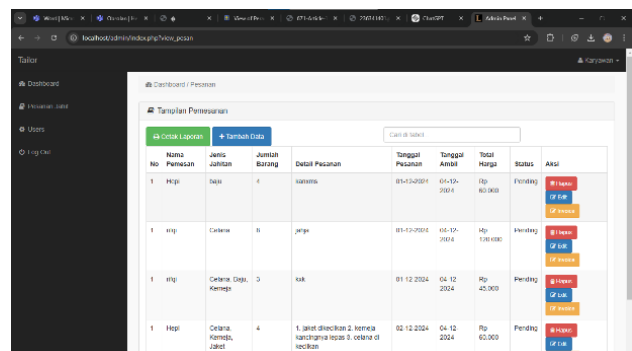 ChatGPT
Admin Panel
localhost/admin/index.php?view_pesan
Tailor
Karyawan
Dashboard
Pesanan Jahit
Users
Log Out
Dashboard / Pesanan
Tampilan Pemesanan
Cetak Laporan
+ Tambah Data
Cari di tabel
No Nama Pemesan Jenis Jahitan Jumlah Barang Detail Pesanan Tanggal Pesanan Tanggal Ambil Total Harga Status Aksi
1 Hepi baju 4 01-12-2024 04-12-2024 Rp 60.000 Pending Hapus
Edit
Invoice
1 Celana 01-12-2024 04-12-2024 Rp 120.000 Pending Hapus
Edit
Invoice
1 Celana, Baju, Kemeja 3 01-12-2024 04-12-2024 Rp 45.000 Pending Hapus
Edit
Invoice
1 Hepi Celana, Kemeja, Jaket 4 1. jaket dikecilkan 2. kemeja kancingnya lepas 3. celana di kecilkan 02-12-2024 04-12-2024 Rp 60.000 Pending Hapus
Edit